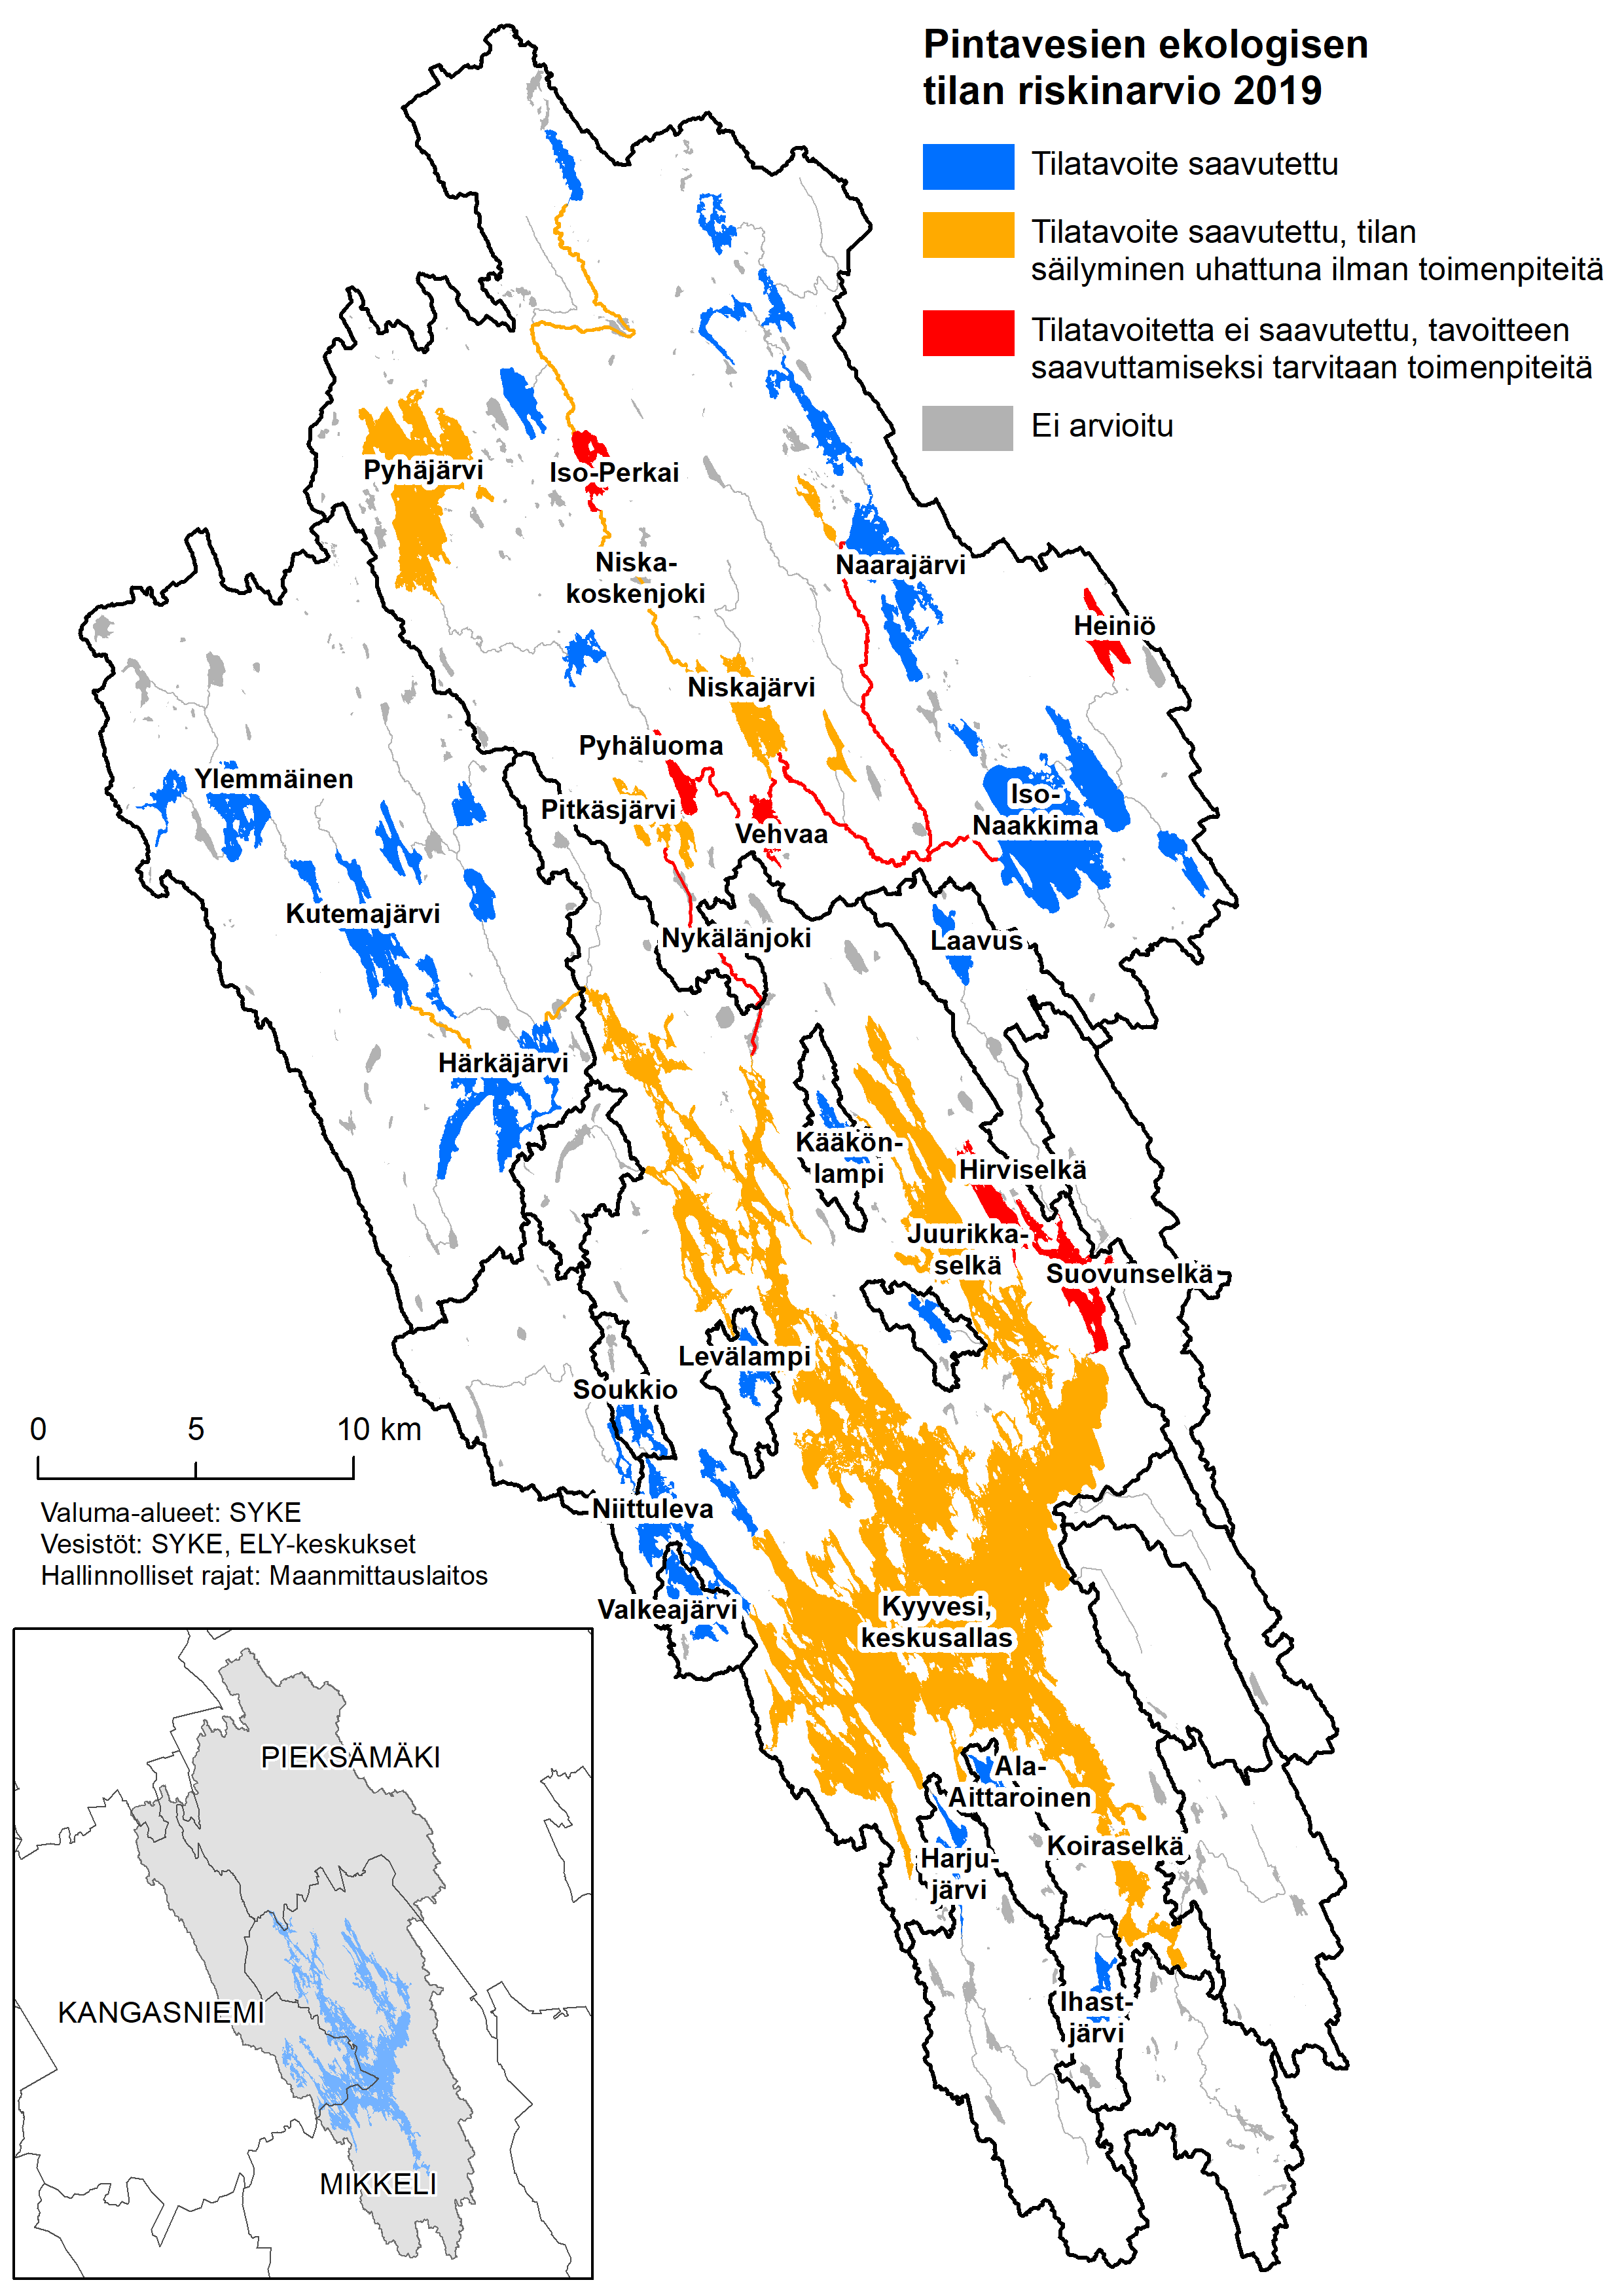 Pintavesien ekologisen
tilan riskinarvio 2019
Tilatavoite saavutettu
Tilatavoite saavutettu, tilan
säilyminen uhattuna ilman toimenpiteitä
Tilatavoitetta ei saavutettu, tavoitteen
saavuttamiseksi tarvitaan toimenpiteitä
Ei arvioitu
Pyhäjärvi
Iso-Perkai
Niska-
koskenjoki
Naarajärvi
Heiniö
Niskajärvi
Pyhäluoma
Ylemmäinen
Pitkäsjärvi
Vehvaa
Iso-
Naakkima
Kutemajärvi
Nykälänjoki
Laavus
Härkäjärvi
Kääkön-
lampi
Hirviselkä
Juurikka-
selkä
Suovunselkä
Levälampi
Soukkio
Niittuleva
Valkeajärvi
Kyyvesi,
keskusallas
Ala-
Aittaroinen
Koiraselkä
Harju-
järvi
Ihast-
järvi
0 5 10 km
Valuma-alueet: SYKE
Vesistöt: SYKE, ELY-keskukset
Hallinnolliset rajat: Maanmittauslaitos
PIEKSÄMÄKI
KANGASNIEMI
MIKKELI